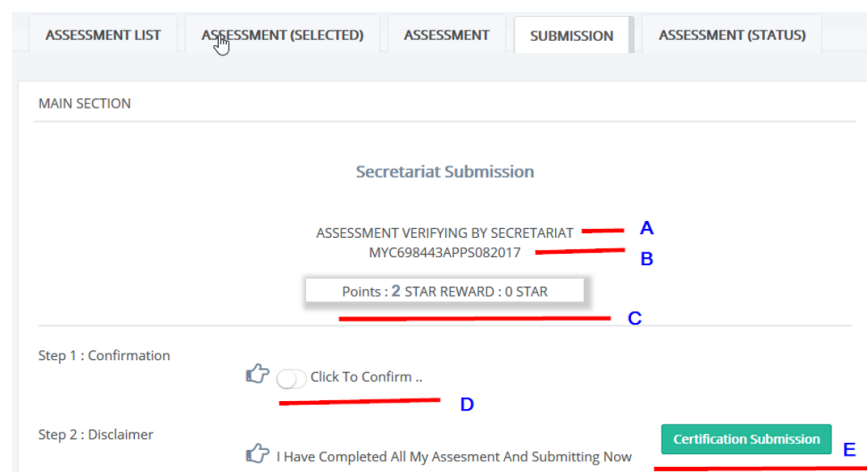 ASSESSMENT LIST ASSESSMENT (SELECTED) ASSESSMENT SUBMISSION ASSESSMENT (STATUS)
MAIN SECTION
Secretariat Submission
ASSESSMENT VERIFYING BY SECRETARIAT A
MYC698443APPS082017 B
Points : 2 STAR REWARD : 0 STAR
C
Step 1 : Confirmation
Click To Confirm ..
D
Step 2 : Disclaimer
Certification Submission E
I Have Completed All My Assesment And Submitting Now